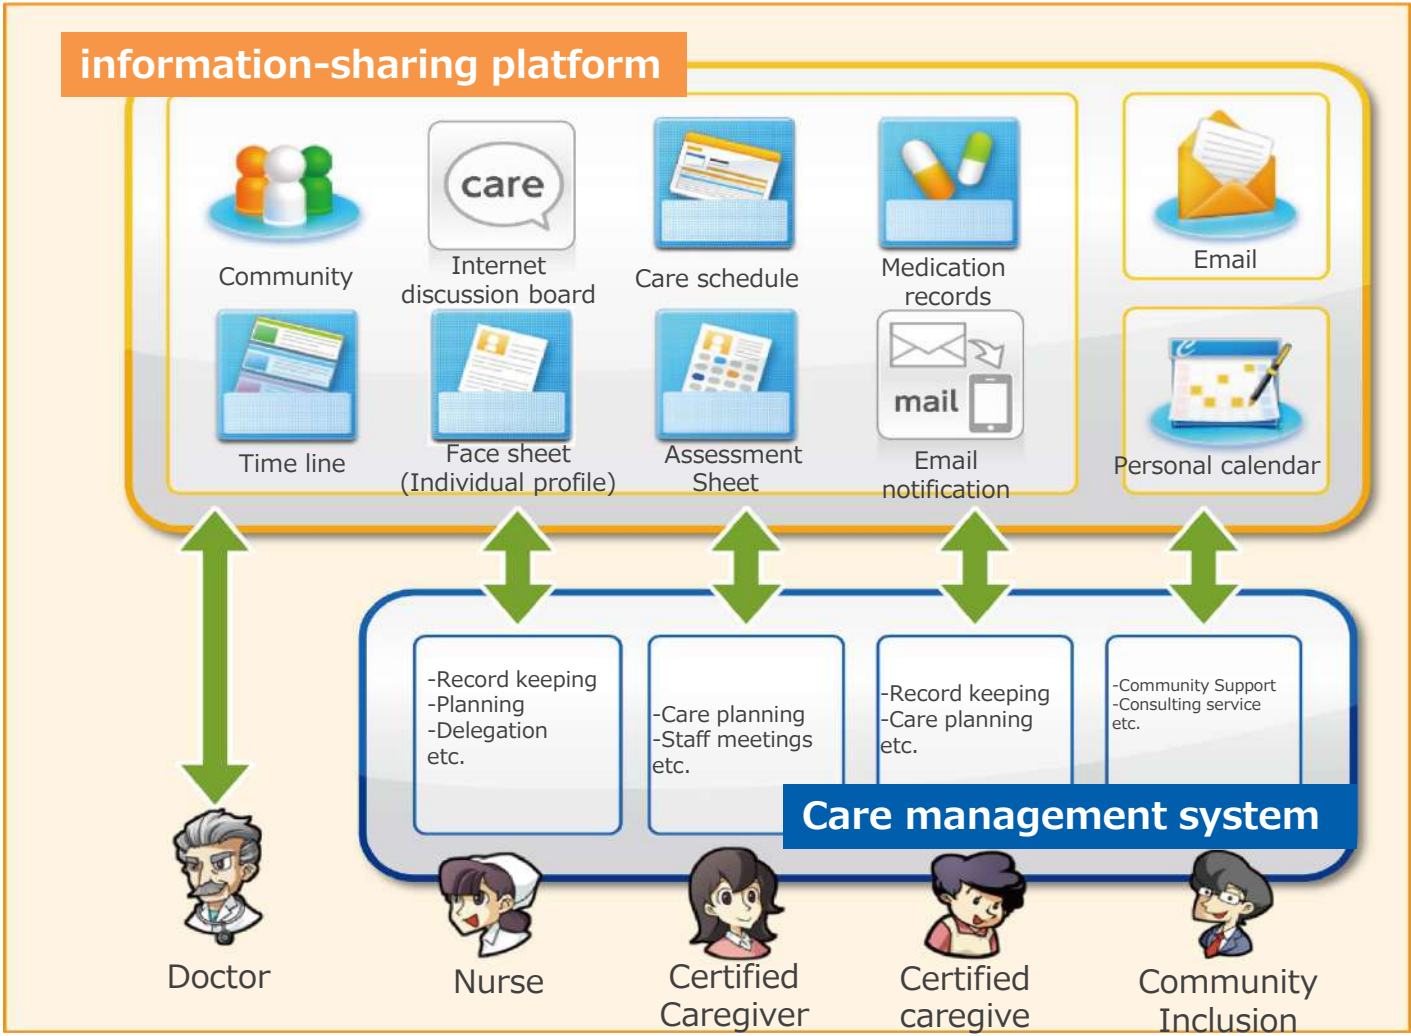 information-sharing platform
care
Community
Internet
discussion board
Care schedule
Medication
records
Email
mail
Time line
Face sheet
(Individual profile)
Assessment
Sheet
Email
notification
Personal calendar
-Record keeping
-Planning
-Delegation
etc.
-Care planning
-Staff meetings
etc.
-Record keeping
-Care planning
etc.
-Community Support
-Consulting service
etc.
Care management system
Doctor
Nurse
Certified
Caregiver
Certified
caregive
Community
Inclusion